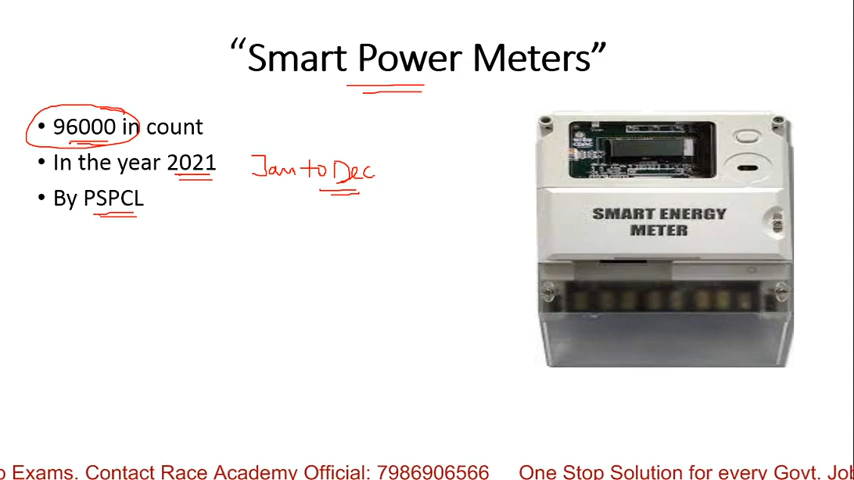 “Smart Power Meters”
• 96000 in count
• In the year 2021 Jan to Dec
• By PSPCL
SMART ENERGY
METER
Exams. Contact Race Academy Official: 7986906566 One Stop Solution for every Govt.